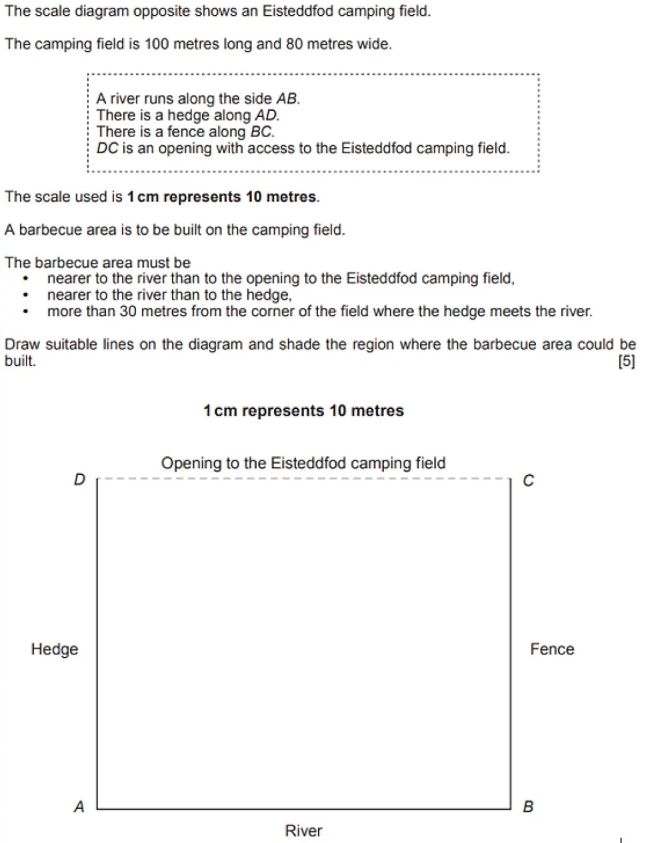 The scale diagram opposite shows an Eisteddfod camping field.
The camping field is 100 metres long and 80 metres wide.
A river runs along the side AB.
There is a hedge along AD.
There is a fence along BC.
DC is an opening with access to the Eisteddfod camping field.
The scale used is 1 cm represents 10 metres.
A barbecue area is to be built on the camping field.
The barbecue area must be
• nearer to the river than to the opening to the Eisteddfod camping field,
• nearer to the river than to the hedge,
• more than 30 metres from the corner of the field where the hedge meets the river.
Draw suitable lines on the diagram and shade the region where the barbecue area could be
built. [5]
1 cm represents 10 metres
Opening to the Eisteddfod camping field
D C
Hedge Fence
A B
River